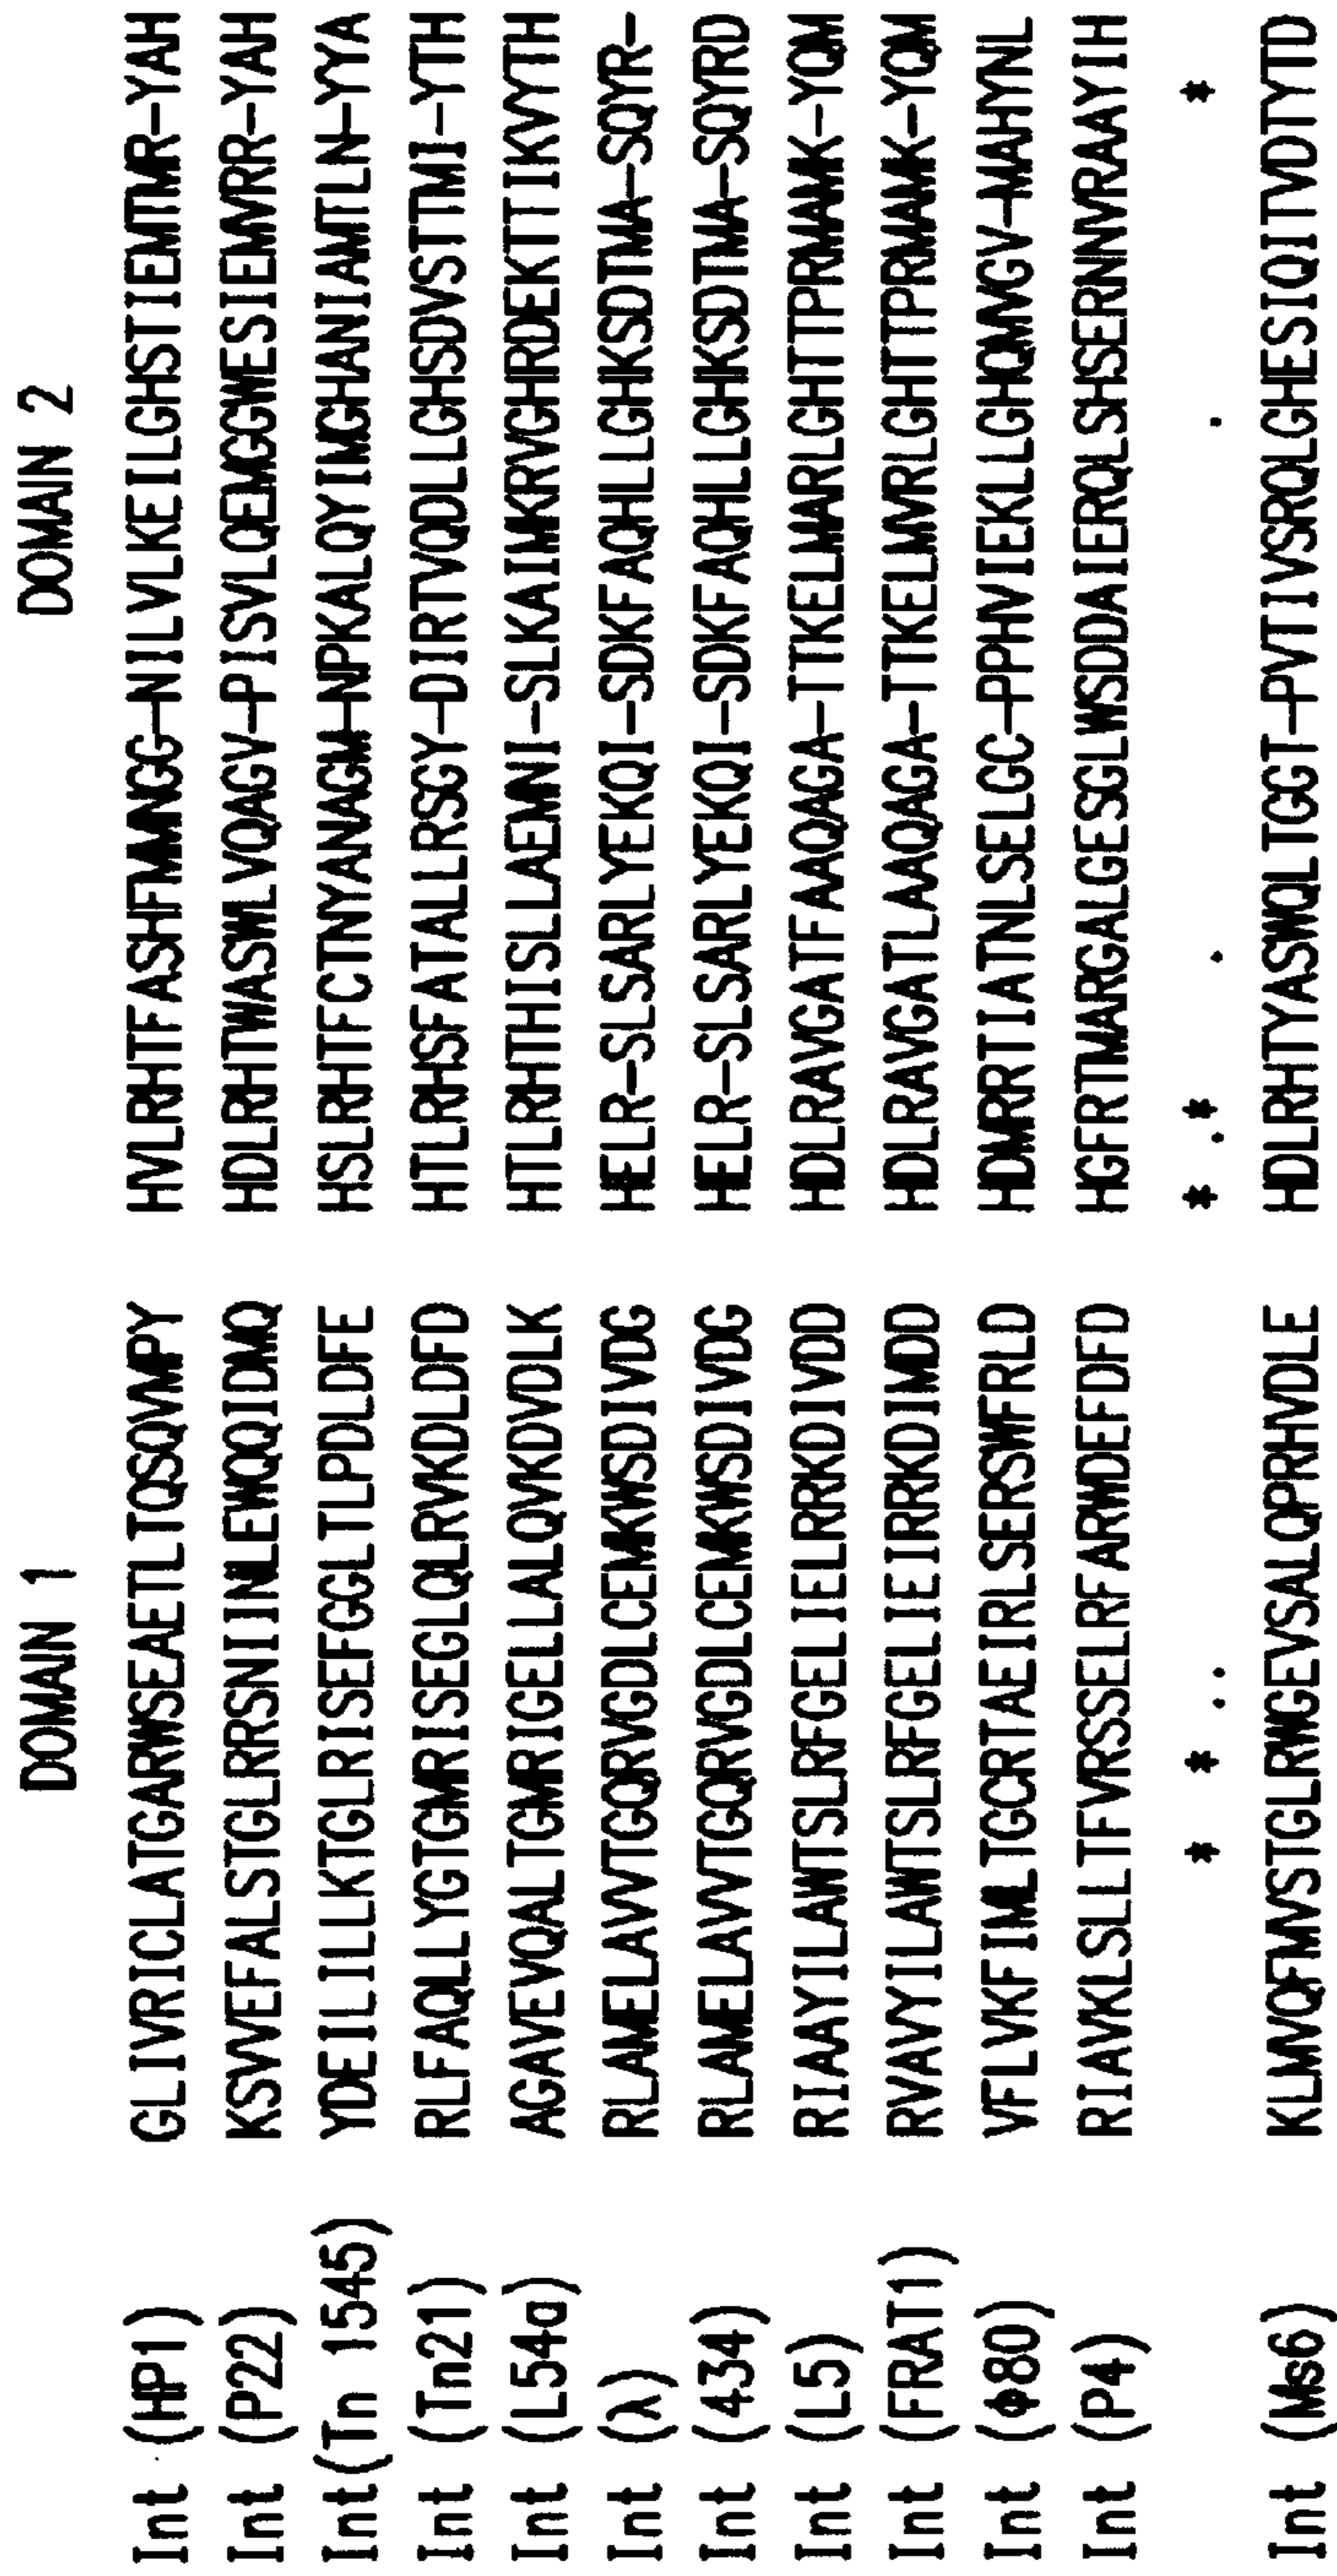 DOMAIN 1 DOMAIN 2
Int (HP1) GLIVRICLATGARWSEAETLTQSQVMPY HVLRHTFASHFMMNGG-NILVLKEILGHSTIEMTMR-YAH
Int (P22) KSVVEFALSTGLRRSNIINLEWQQIDMQ HDLRHTWASWLVQAGV-PISVLQEMGGWESIEMVRR-YAH
Int(Tn 1545) YDEILILLKTGLRISEFGGLTLPDLDFE HSLRHTFCTNYANAGM-NPKALQYIMGHANIAMTLN-YYA
Int (Tn21) RLFAQLLYGTGMRISEGLQLRVKDLDFD HTLRHSFATALLRSGY-DIRTVQDLLGHSDVSTTMI-YTH
Int (L54a) AGAVEVQALTGMRIGELLALQVKDVDLK HTLRHTHISLLAEMNI-SLKAIMKRVGHRDEKTTIKVYTH
Int (λ) RLAMELAVVTGQRVGDLCEMKWSDIVDG HELR-SLSARLYEKQI-SDKFAQHLLGHKSDTMA-SQYR-
Int (434) RLAMELAVVTGQRVGDLCEMKWSDIVDG HELR-SLSARLYEKQI-SDKFAQHLLGHKSDTMA-SQYRD
Int (L5) RIAAYILAWTSLRFGELIELRRKDIVDD HDLRAVGATFAAQAGA-TTKELMARLGHTTPRMAMK-YQM
Int (FRAT1) RVAVYILAWTSLRFGELIEIRRKDIMDD HDLRAVGATLAAQAGA-TTKELMVRLGHTTPRMAMK-YQM
Int (Φ80) VFLVKFIMLTGCRTAEIRLSERSWFRLD HDMRRTIATNLSELGC-PPHVIEKLLGHQMVGV-MAHYNL
Int (P4) RIAVKLSLLTFVRSSELRFARWDEFDFD HGFRTMARGALGESGLWSDDAIERQLSHSERNNVRAAYIH
* * .. * .* . . *
Int (Ms6) KLMVQFMVSTGLRWGEVSALQPRHVDLE HDLRHTYASWQLTGGT-PVTIVSRQLGHESIQITVDTYTD